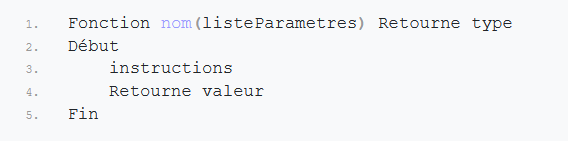 1. Fonction nom(listeParametres) Retourne type
2. Début
3.     instructions
4.     Retourne valeur
5. Fin